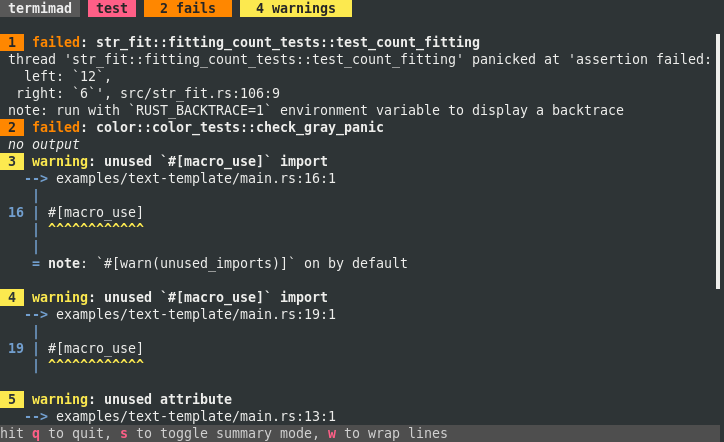 termimad test 2 fails 4 warnings
1 failed: str_fit::fitting_count_tests::test_count_fitting
thread 'str_fit::fitting_count_tests::test_count_fitting' panicked at 'assertion failed:
left: `12`,
right: `6`', src/str_fit.rs:106:9
note: run with `RUST_BACKTRACE=1` environment variable to display a backtrace
2 failed: color::color_tests::check_gray_panic
no output
3 warning: unused `#[macro_use]` import
--> examples/text-template/main.rs:16:1
|
16 | #[macro_use]
| ^^^^^^^^^^^^
|
= note: `#[warn(unused_imports)]` on by default
4 warning: unused `#[macro_use]` import
--> examples/text-template/main.rs:19:1
|
19 | #[macro_use]
| ^^^^^^^^^^^^
5 warning: unused attribute
--> examples/text-template/main.rs:13:1
hit q to quit, s to toggle summary mode, w to wrap lines